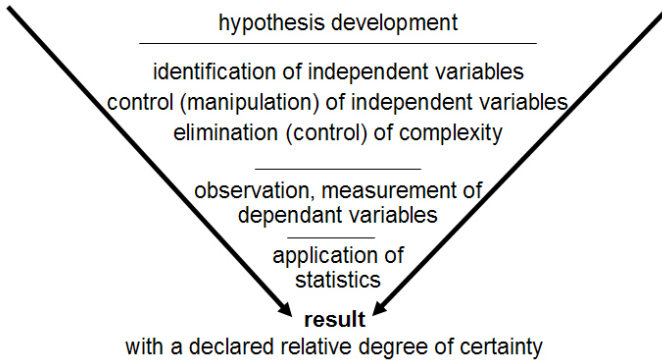 hypothesis development
identification of independent variables
control (manipulation) of independent variables
elimination (control) of complexity
observation, measurement of
dependant variables
application of
statistics
result
with a declared relative degree of certainty